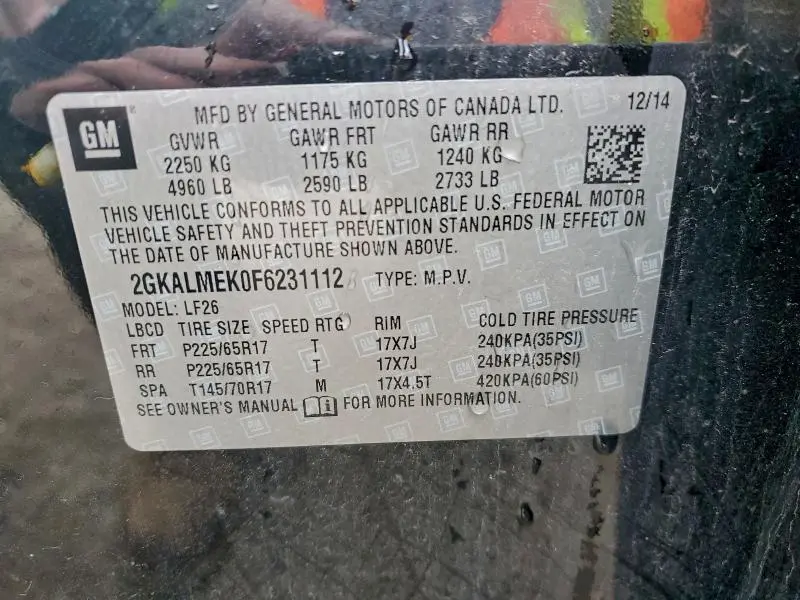 GM
MFD BY GENERAL MOTORS OF CANADA LTD. 12/14
GVWR GAWR FRT GAWR RR
2250 KG 1175 KG 1240 KG
4960 LB 2590 LB 2733 LB
THIS VEHICLE CONFORMS TO ALL APPLICABLE U.S. FEDERAL MOTOR
VEHICLE SAFETY AND THEFT PREVENTION STANDARDS IN EFFECT ON
THE DATE OF MANUFACTURE SHOWN ABOVE.
2GKALMEK0F6231112 TYPE: M.P.V.
MODEL: LF26
LBCD TIRE SIZE SPEED RTG RIM COLD TIRE PRESSURE
FRT P225/65R17 T 17X7J 240KPA(35PSI)
RR P225/65R17 T 17X7J 240KPA(35PSI)
SPA T145/70R17 M 17X4.5T 420KPA(60PSI)
SEE OWNER'S MANUAL FOR MORE INFORMATION.